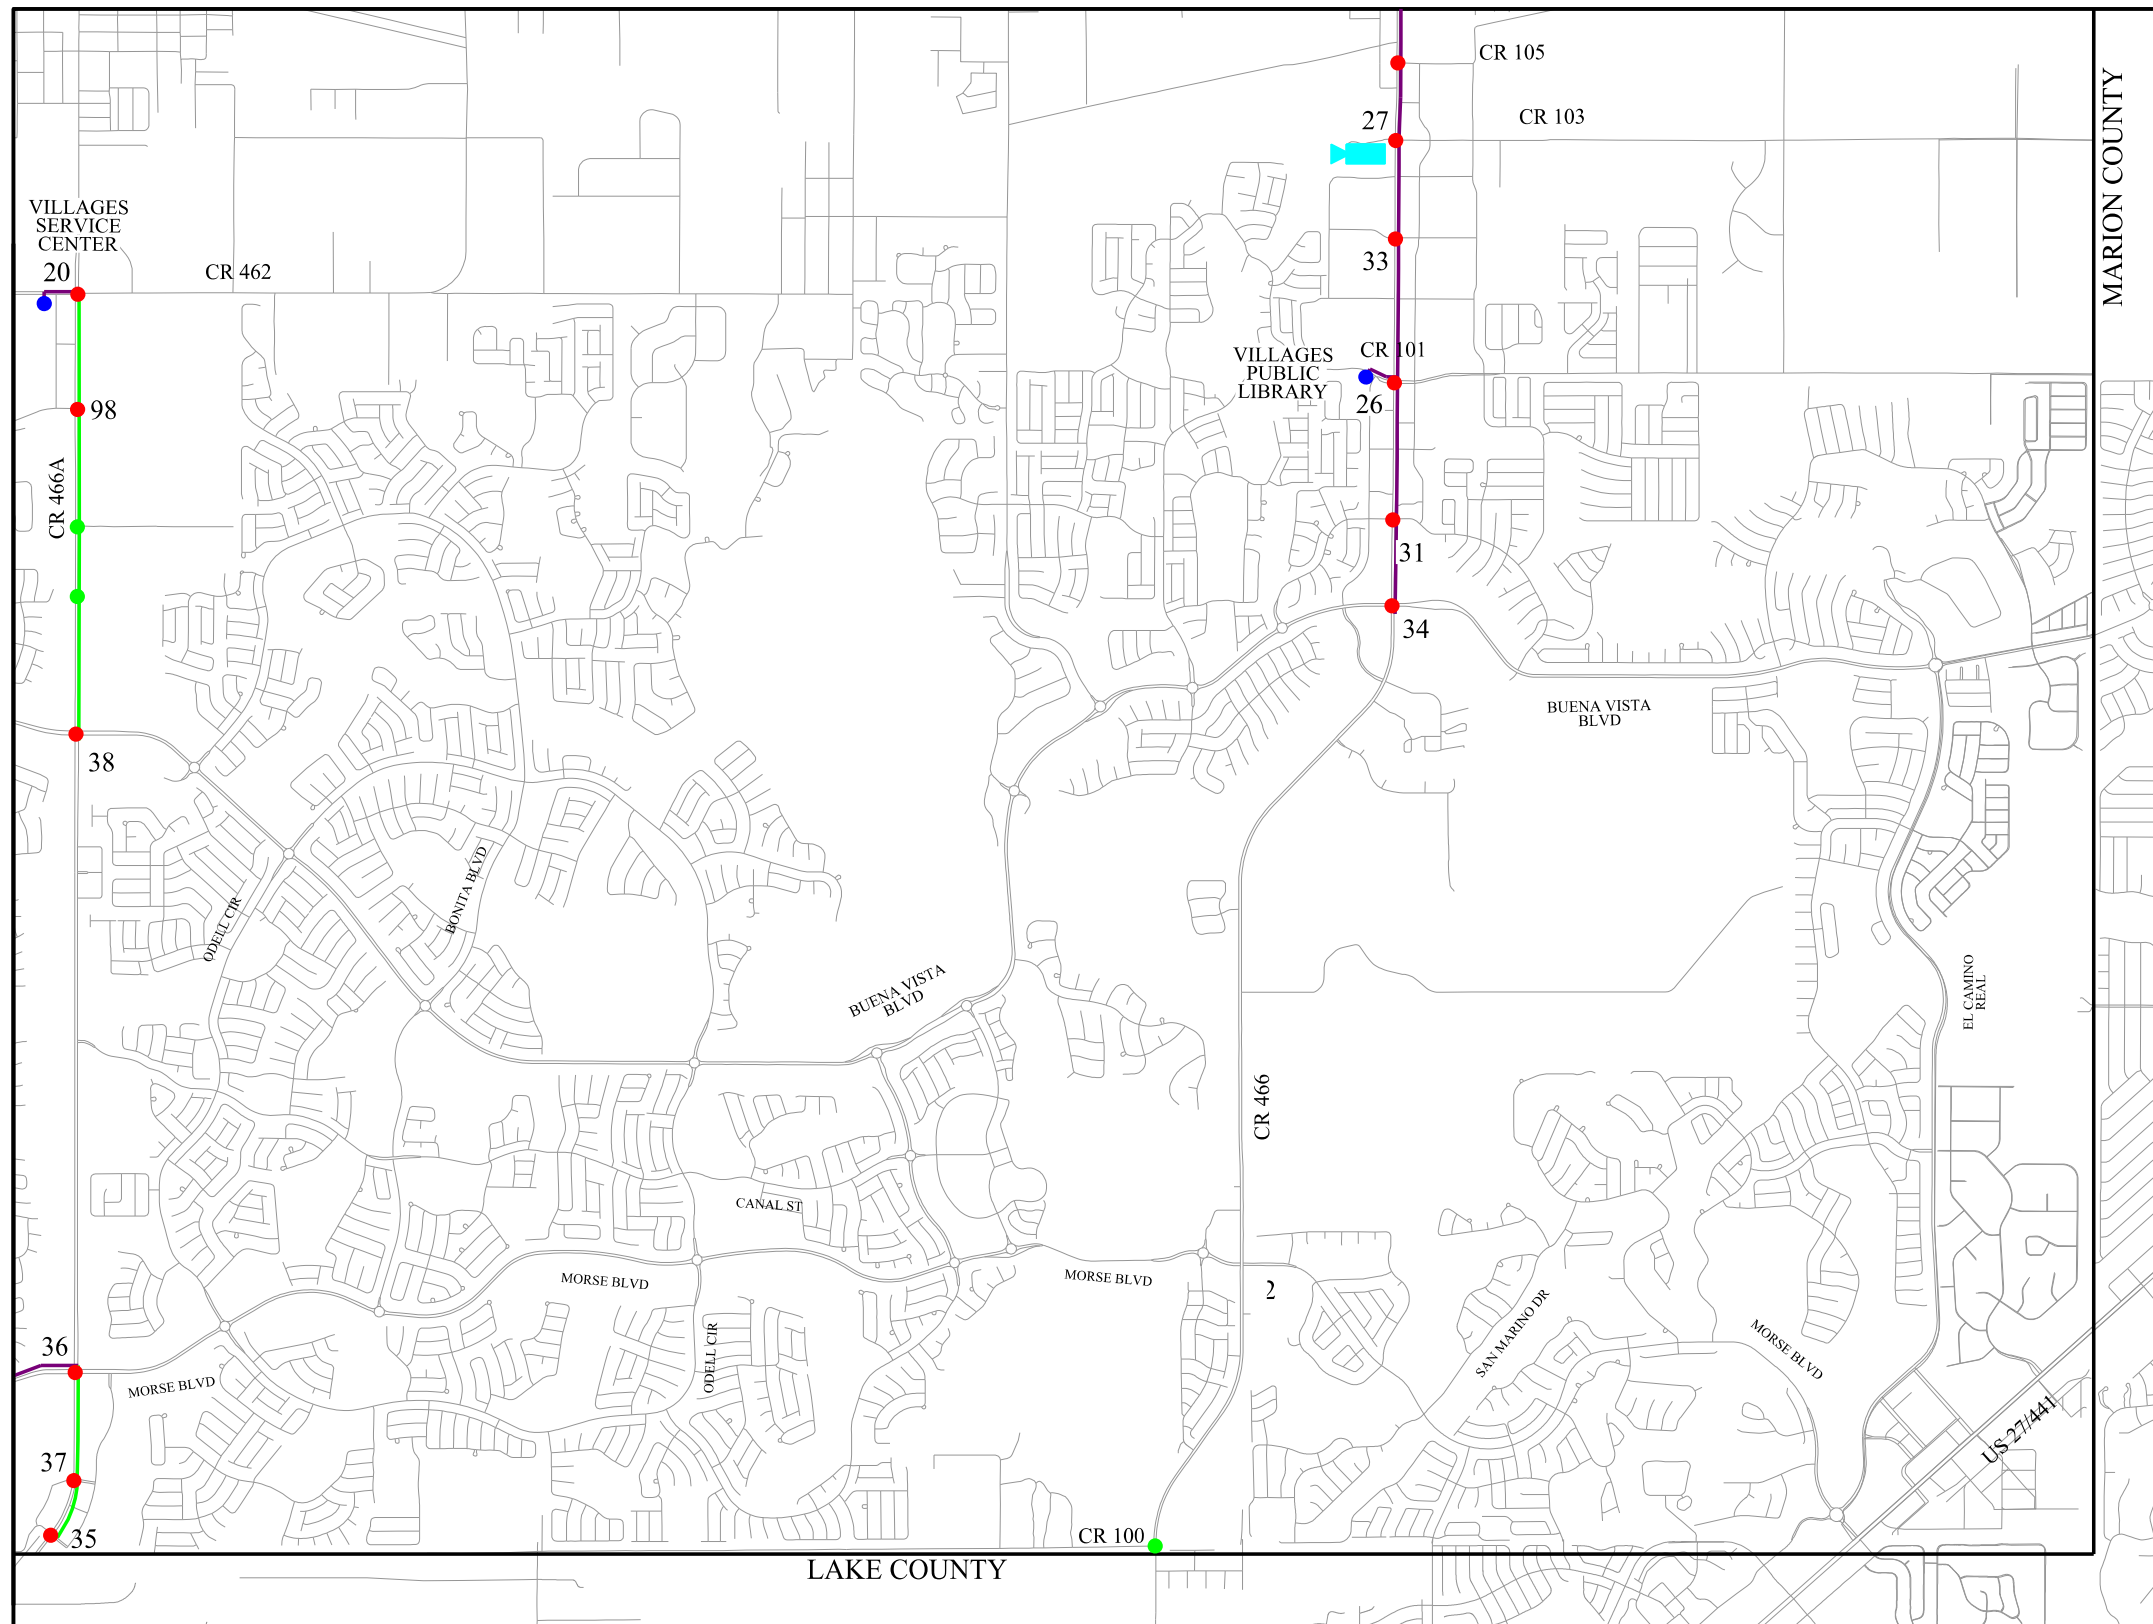 CR 105
MARION COUNTY
27
CR 103
VILLAGES
SERVICE
CENTER
33
20
CR 462
CR 101
VILLAGES
PUBLIC
LIBRARY
26
98
CR 466A
31
34
BUENA VISTA
BLVD
38
BONITA BLVD
ODELL CIR
BUENA VISTA
BLVD
EL CAMINO
REAL
CR 466
CANAL ST
MORSE BLVD
MORSE BLVD
2
SAN MARINO DR
MORSE BLVD
36
MORSE BLVD
ODELL CIR
US 27/441
37
35
CR 100
LAKE COUNTY